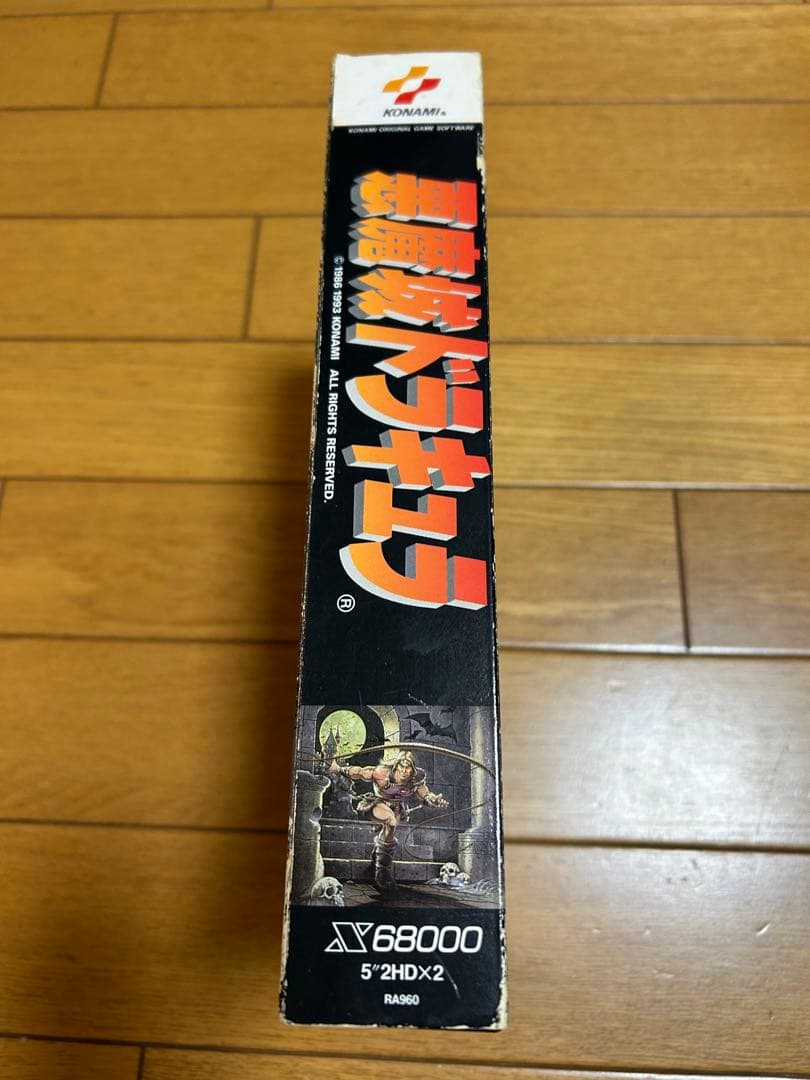 KONAMI®
KONAMI ORIGINAL GAME SOFTWARE
悪魔城ドラキュラ®
© 1986 1993 KONAMI ALL RIGHTS RESERVED.
X68000
5"2HD×2
RA960